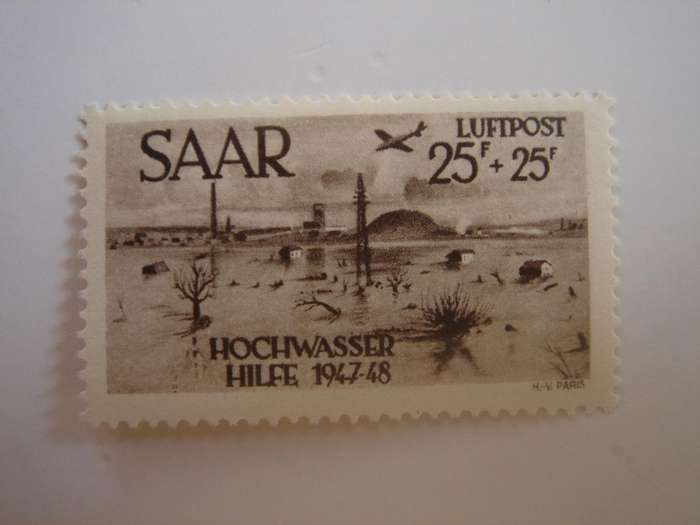 SAAR
LUFTPOST
25F + 25F
HOCHWASSER
HILFE 1947-48
H.-V. PARIS